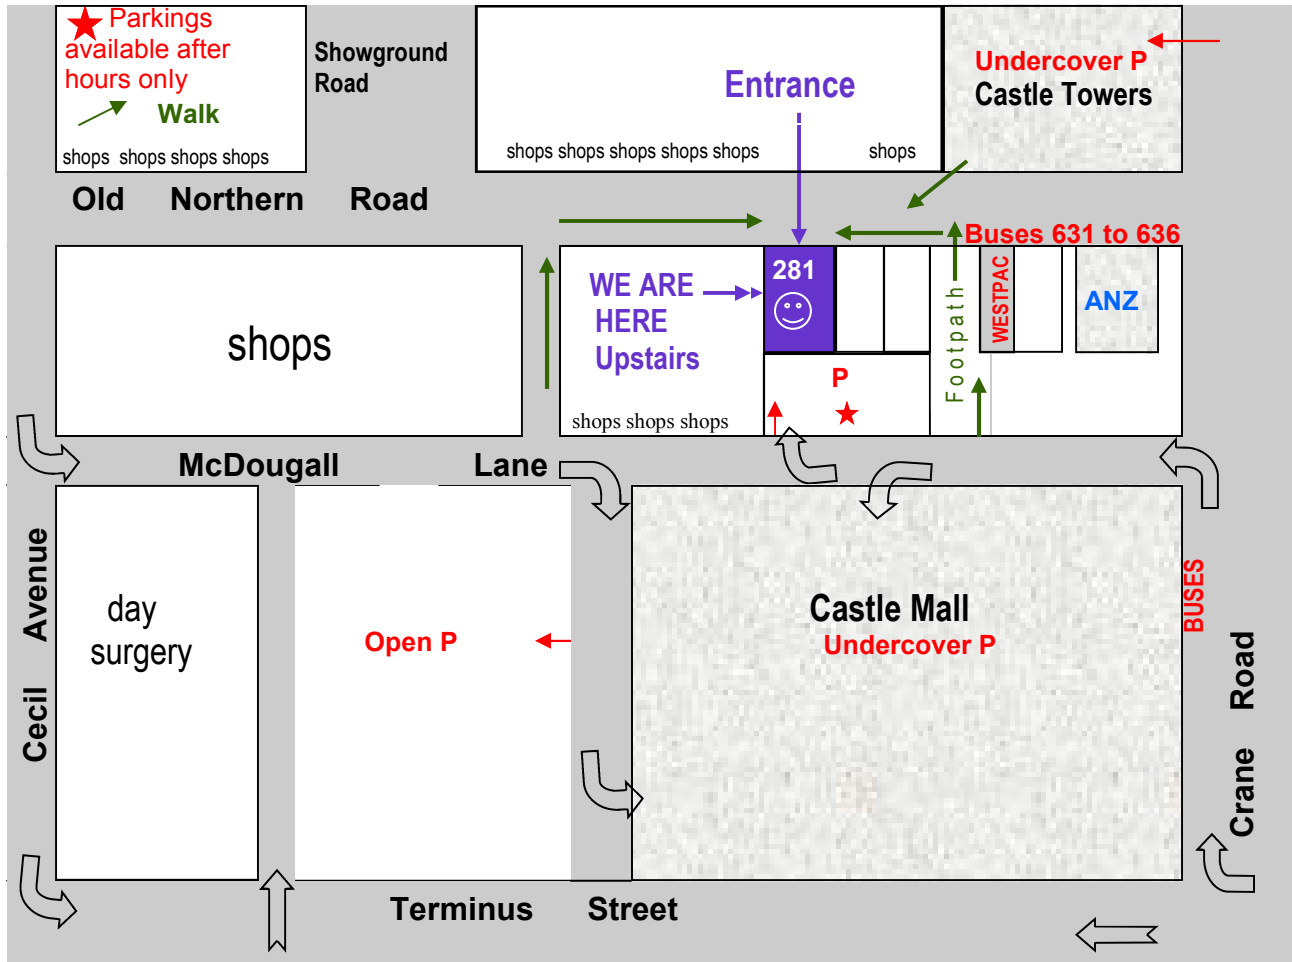 Parkings
available after
hours only
Walk
shops shops shops shops
Showground
Road
Entrance
shops shops shops shops shops
shops
Undercover P
Castle Towers
Old Northern Road
Buses 631 to 636
shops
WE ARE
HERE
Upstairs
281
P
shops shops shops
Footpath
WESTPAC
ANZ
McDougall Lane
Cecil Avenue
day
surgery
Open P
Castle Mall
Undercover P
BUSES
Crane Road
Terminus Street